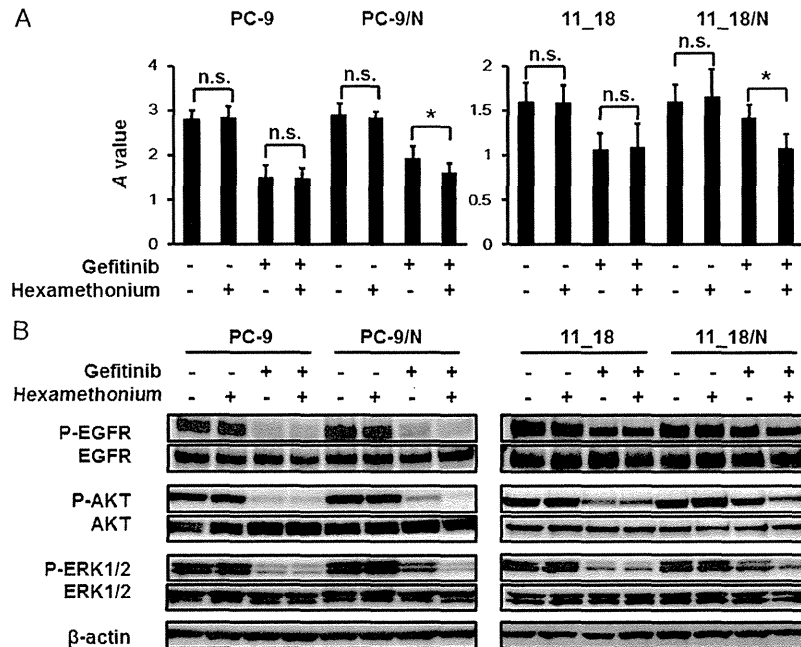 A
PC-9 PC-9/N 11_18 11_18/N
4 3 2 1 0
A value
n.s. n.s. n.s. *
2 1.5 1 0.5 0
n.s. n.s. n.s. *
Gefitinib - - + + - - + + - - + + - - + +
Hexamethonium - + - + - + - + - + - + - + - +
B
PC-9 PC-9/N 11_18 11_18/N
Gefitinib - - + + - - + + - - + + - - + +
Hexamethonium - + - + - + - + - + - + - + - +
P-EGFR
EGFR
P-AKT
AKT
P-ERK1/2
ERK1/2
β-actin